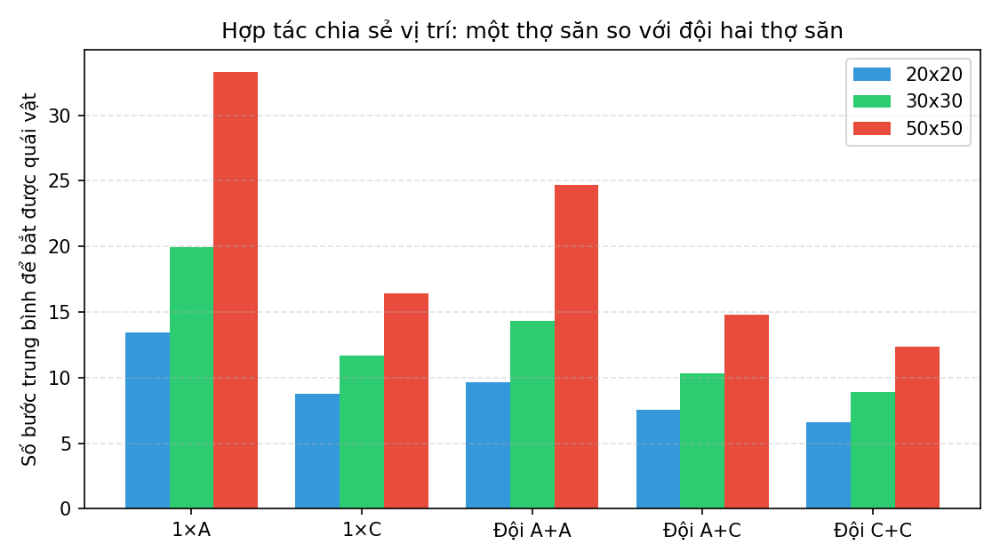 Hợp tác chia sẻ vị trí: một thợ săn so với đội hai thợ săn
Số bước trung bình để bắt được quái vật
30
25
20
15
10
5
0
20x20
30x30
50x50
1×A
1×C
Đội A+A
Đội A+C
Đội C+C